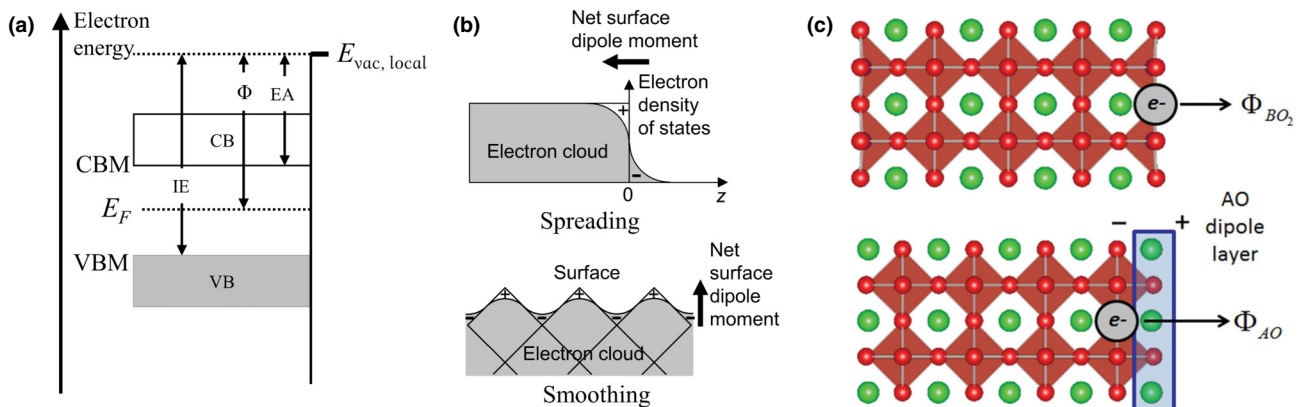 (a)
Electron
energy
E_vac, local
Φ
EA
CB
CBM
IE
E_F
VBM
VB
(b)
Net surface
dipole moment
Electron
density
of states
+
Electron cloud
-
0
z
Spreading
Surface
Net
surface
dipole
moment
+ + +
- - - -
Electron cloud
Smoothing
(c)
e-
Φ_BO₂
AO
dipole
layer
- +
e-
Φ_AO